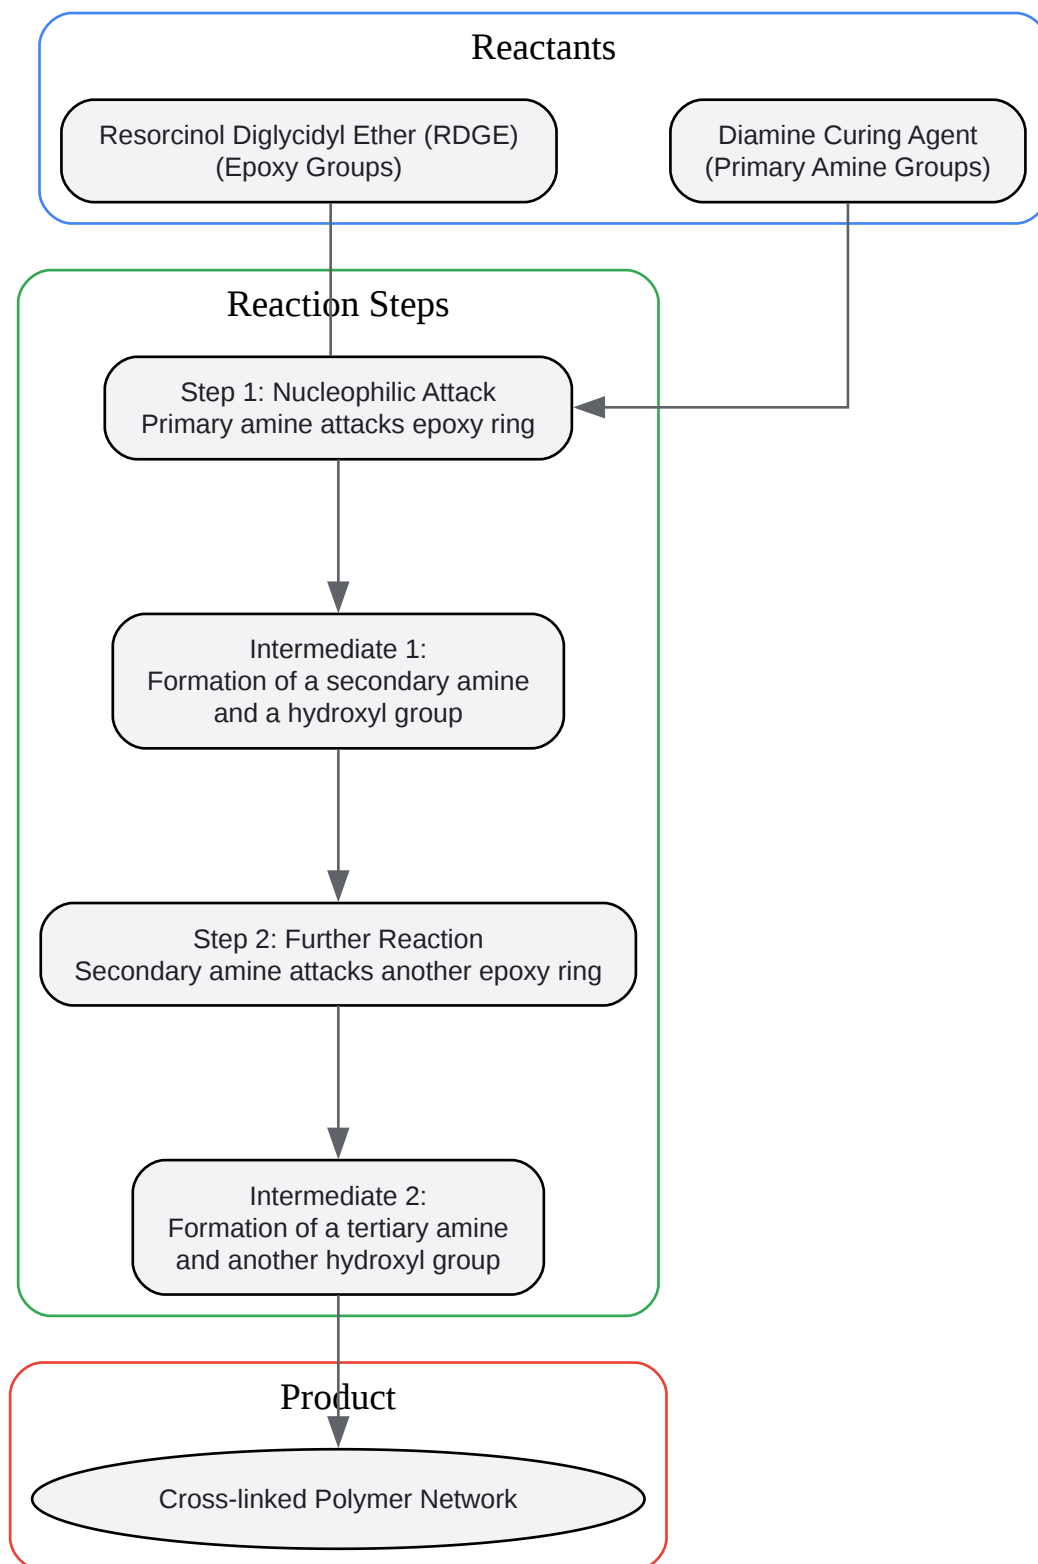 Reactants
Resorcinol Diglycidyl Ether (RDGE)
(Epoxy Groups)
Diamine Curing Agent
(Primary Amine Groups)
Reaction Steps
Step 1: Nucleophilic Attack
Primary amine attacks epoxy ring
Intermediate 1:
Formation of a secondary amine
and a hydroxyl group
Step 2: Further Reaction
Secondary amine attacks another epoxy ring
Intermediate 2:
Formation of a tertiary amine
and another hydroxyl group
Product
Cross-linked Polymer Network